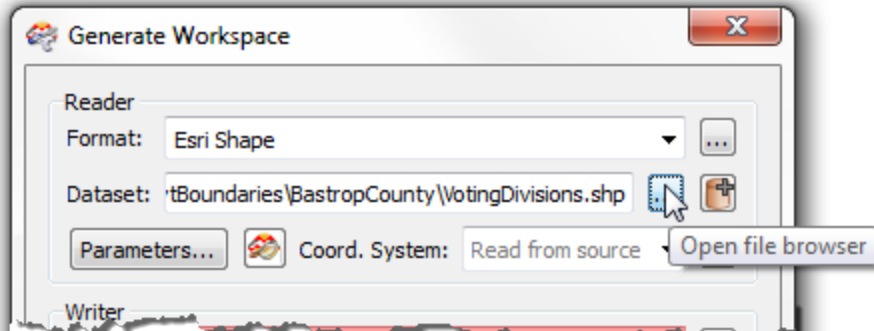 Generate Workspace
Reader
Format: Esri Shape ...
Dataset: tBoundaries\BastropCounty\VotingDivisions.shp
Parameters... Coord. System: Read from source
Open file browser
Writer